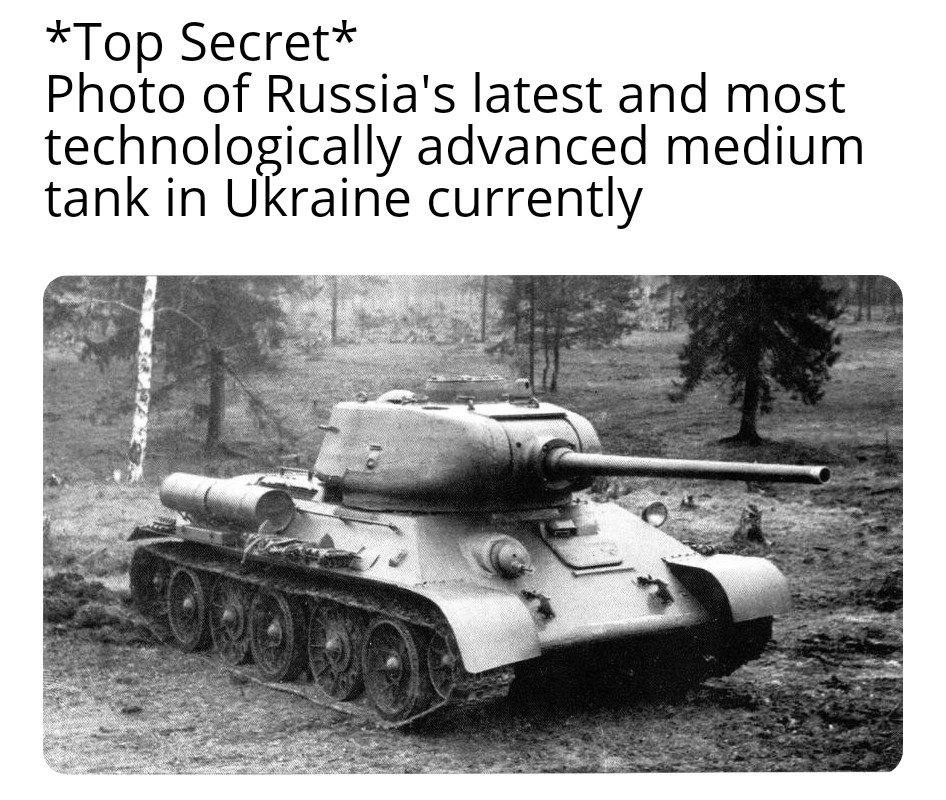 *Top Secret*
Photo of Russia's latest and most
technologically advanced medium
tank in Ukraine currently